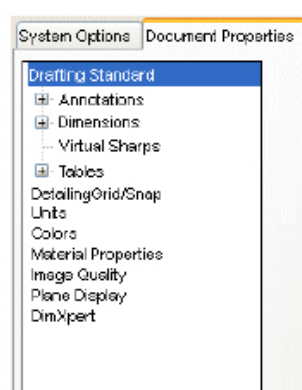 System Options Document Properties
Drafting Standard
Annotations
Dimensions
Virtual Sharps
Tables
DetailingGrid/Snap
Units
Colors
Material Properties
Image Quality
Plane Display
DimXpert